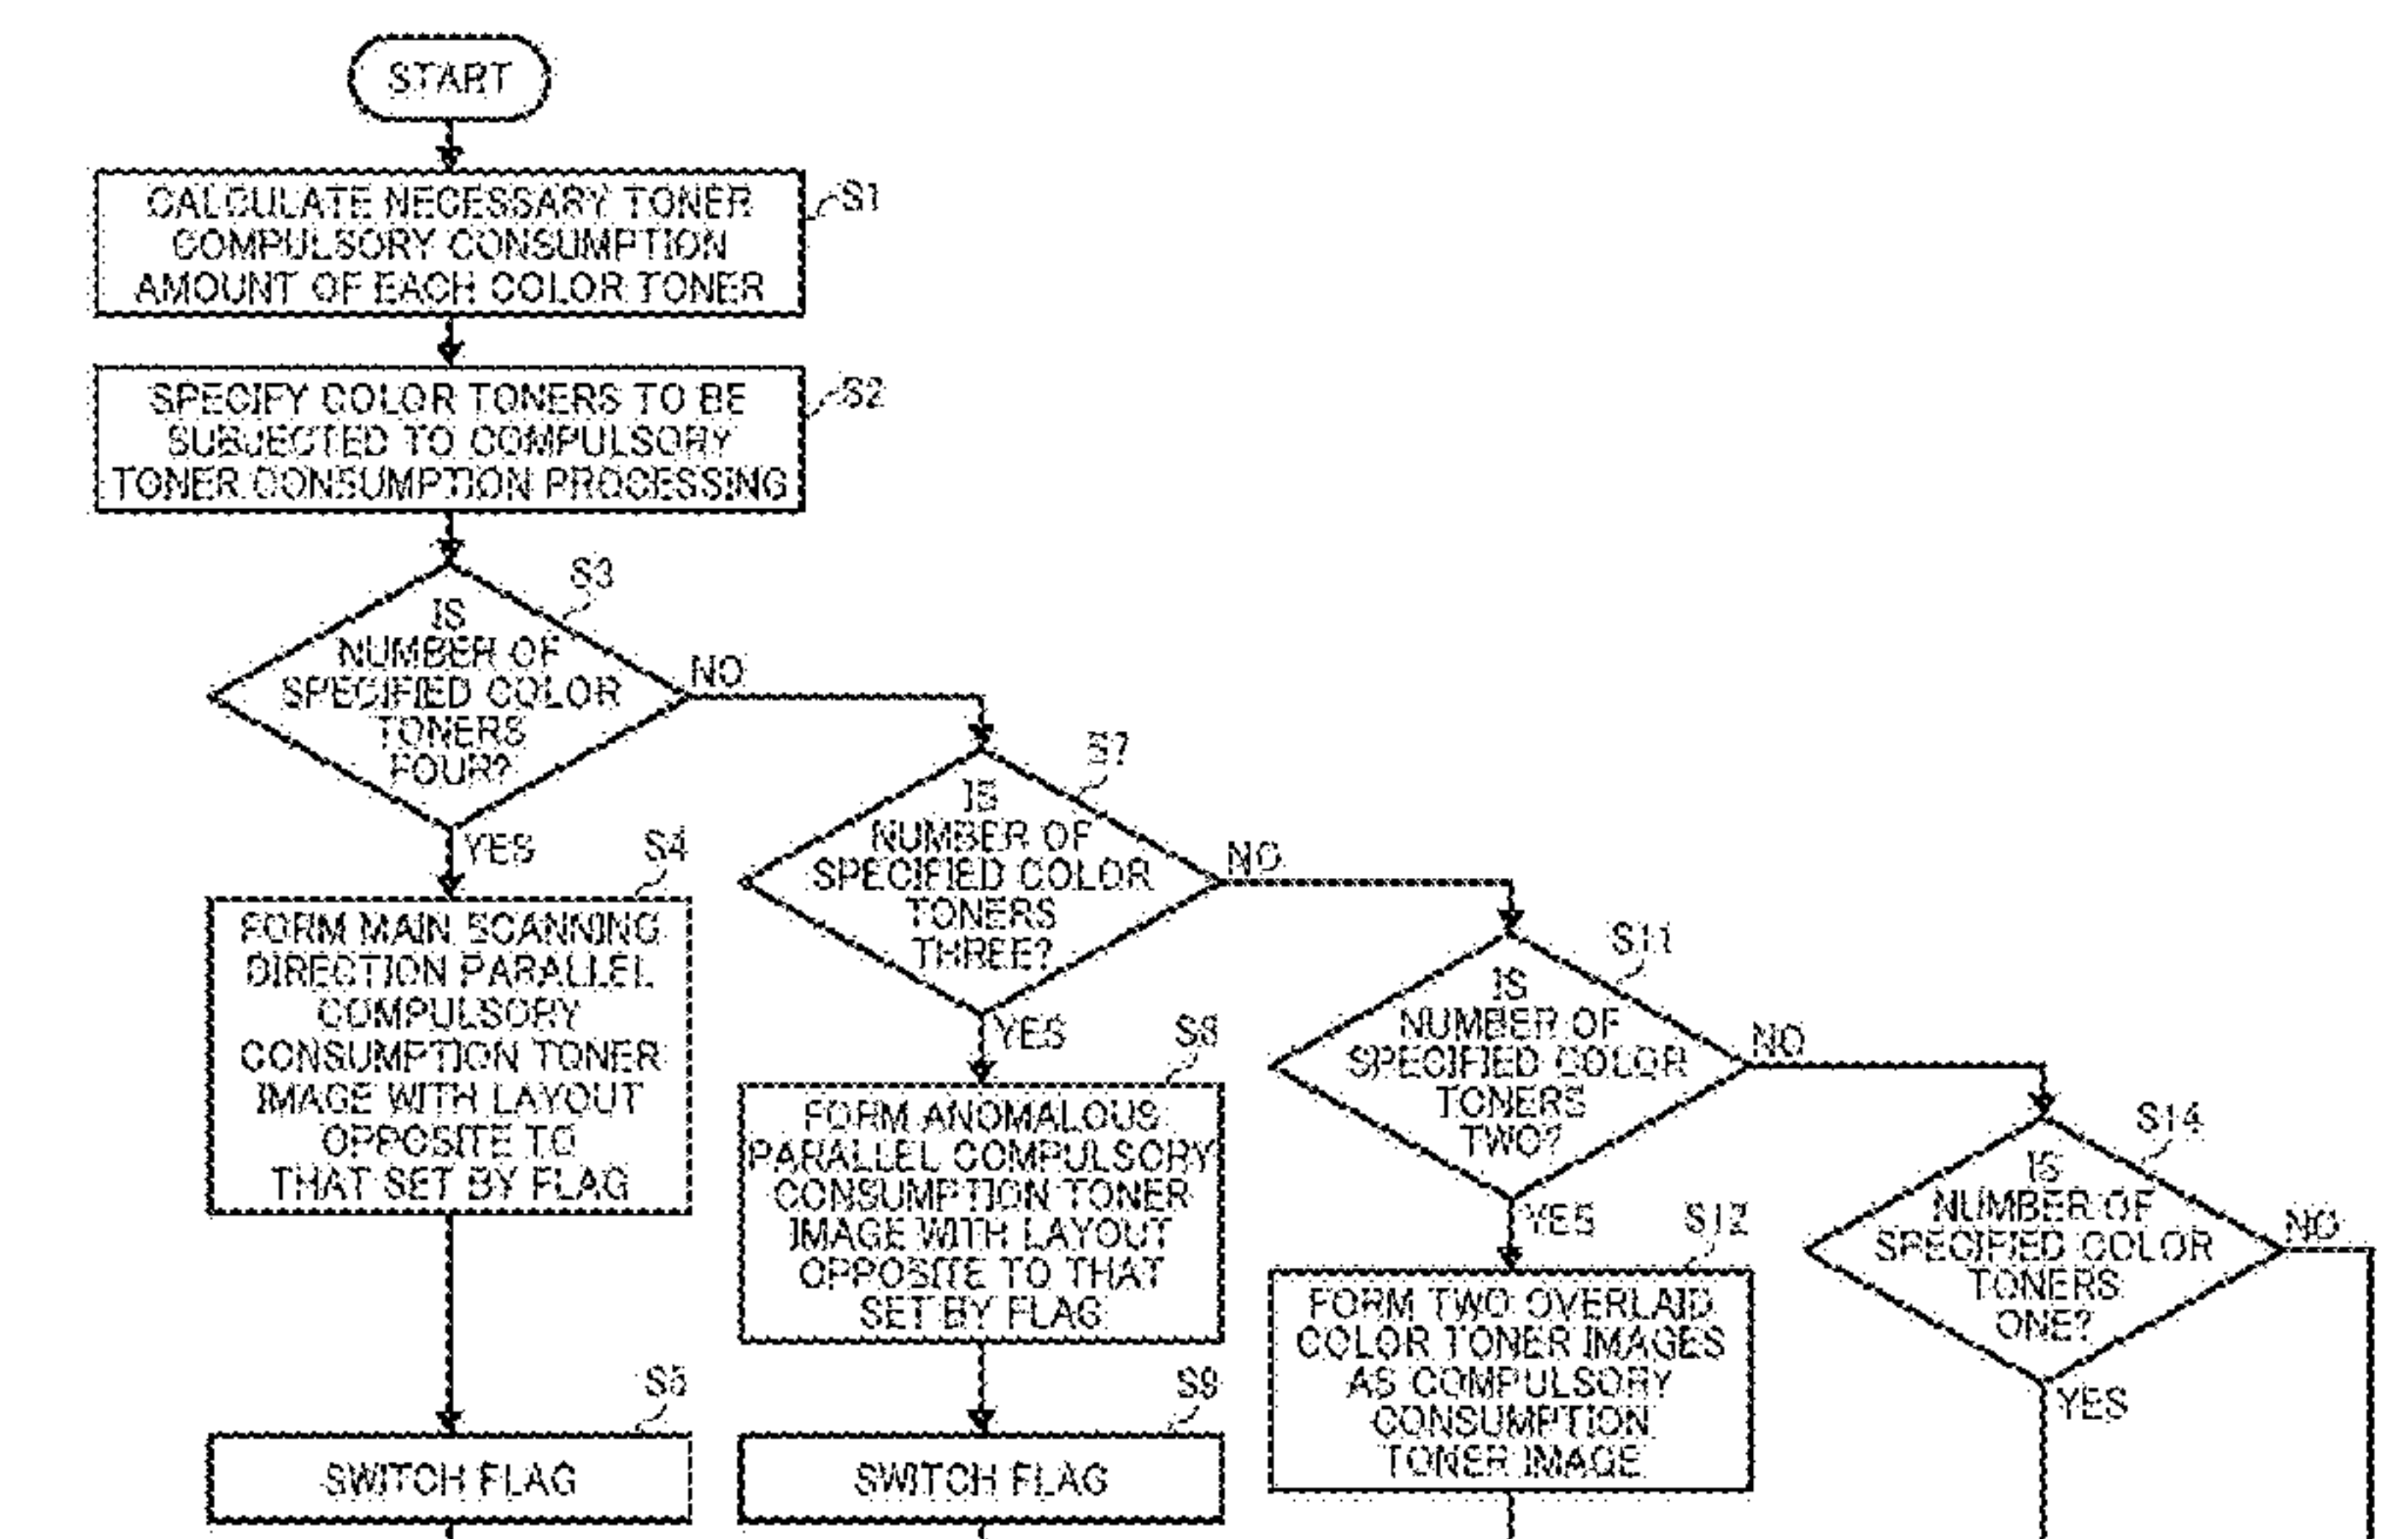 START
CALCULATE NECESSARY TONER
COMPULSORY CONSUMPTION
AMOUNT OF EACH COLOR TONER
S1
SPECIFY COLOR TONERS TO BE
SUBJECTED TO COMPULSORY
TONER CONSUMPTION PROCESSING
S2
S3
IS
NUMBER OF
SPECIFIED COLOR
TONERS
FOUR?
NO
YES
S4
FORM MAIN SCANNING
DIRECTION PARALLEL
COMPULSORY
CONSUMPTION TONER
IMAGE WITH LAYOUT
OPPOSITE TO
THAT SET BY FLAG
S5
SWITCH FLAG
S7
IS
NUMBER OF
SPECIFIED COLOR
TONERS
THREE?
NO
YES
S8
FORM ANOMALOUS
PARALLEL COMPULSORY
CONSUMPTION TONER
IMAGE WITH LAYOUT
OPPOSITE TO THAT
SET BY FLAG
S9
SWITCH FLAG
S11
IS
NUMBER OF
SPECIFIED COLOR
TONERS
TWO?
NO
YES
S12
FORM TWO OVERLAID
COLOR TONER IMAGES
AS COMPULSORY
CONSUMPTION
TONER IMAGE
S14
IS
NUMBER OF
SPECIFIED COLOR
TONERS
ONE?
NO
YES